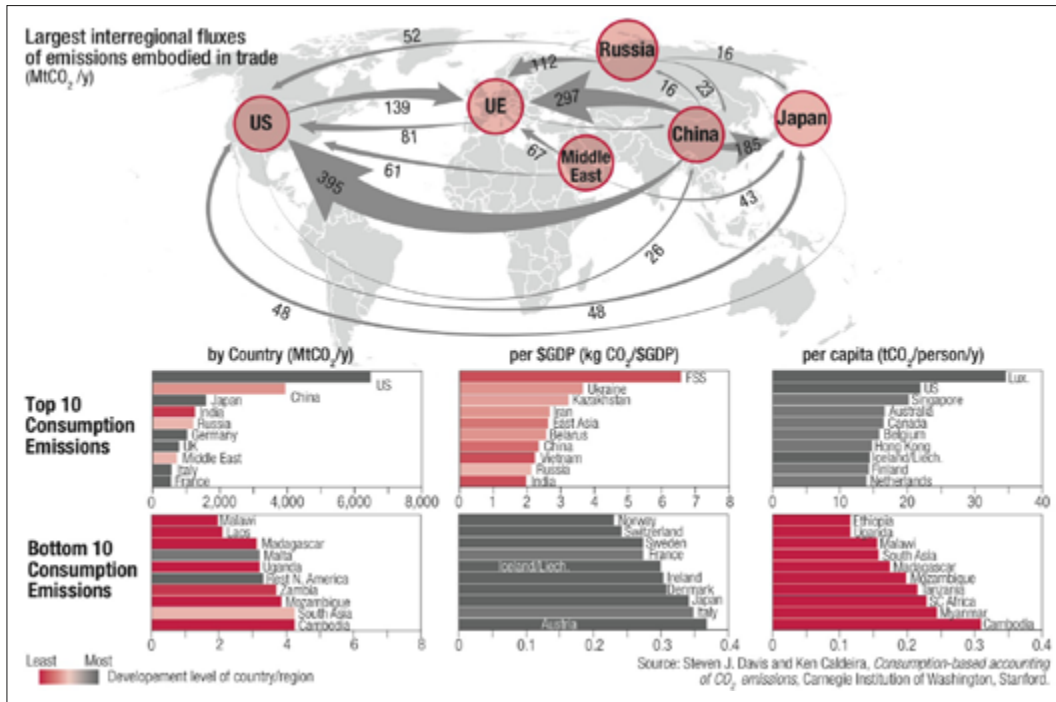 Largest interregional fluxes
of emissions embodied in trade
(MtCO₂ /y)
52
Russia
16
112
16
23
US
139
UE
297
China
Japan
81
185
67
Middle
East
61
43
395
26
48
48
by Country (MtCO₂/y)
per $GDP (kg CO₂/$GDP)
per capita (tCO₂/person/y)
Top 10
Consumption
Emissions
US
China
Japan
India
Russia
Germany
UK
Middle East
Italy
France
0 2,000 4,000 6,000 8,000
FSS
Ukraine
Kazakhstan
Iran
East Asia
Belarus
China
Vietnam
Russia
India
0 1 2 3 4 5 6 7 8
Lux.
US
Singapore
Australia
Canada
Belgium
Hong Kong
Iceland/Liech.
Finland
Netherlands
0 10 20 30 40
Bottom 10
Consumption
Emissions
Malawi
Laos
Madagascar
Malta
Uganda
Rest N. America
Zambia
Mozambique
South Asia
Cambodia
0 2 4 6 8
Norway
Switzerland
Sweden
France
Iceland/Liech.
Ireland
Denmark
Japan
Italy
Austria
0 0.1 0.2 0.3 0.4
Ethiopia
Uganda
Malawi
South Asia
Madagascar
Mozambique
Tanzania
SC Africa
Myanmar
Cambodia
0 0.1 0.2 0.3 0.4
Least Most
Developement level of country/region
Source: Steven J. Davis and Ken Caldeira, Consumption-based accounting
of CO₂ emissions, Carnegie Institution of Washington, Stanford.